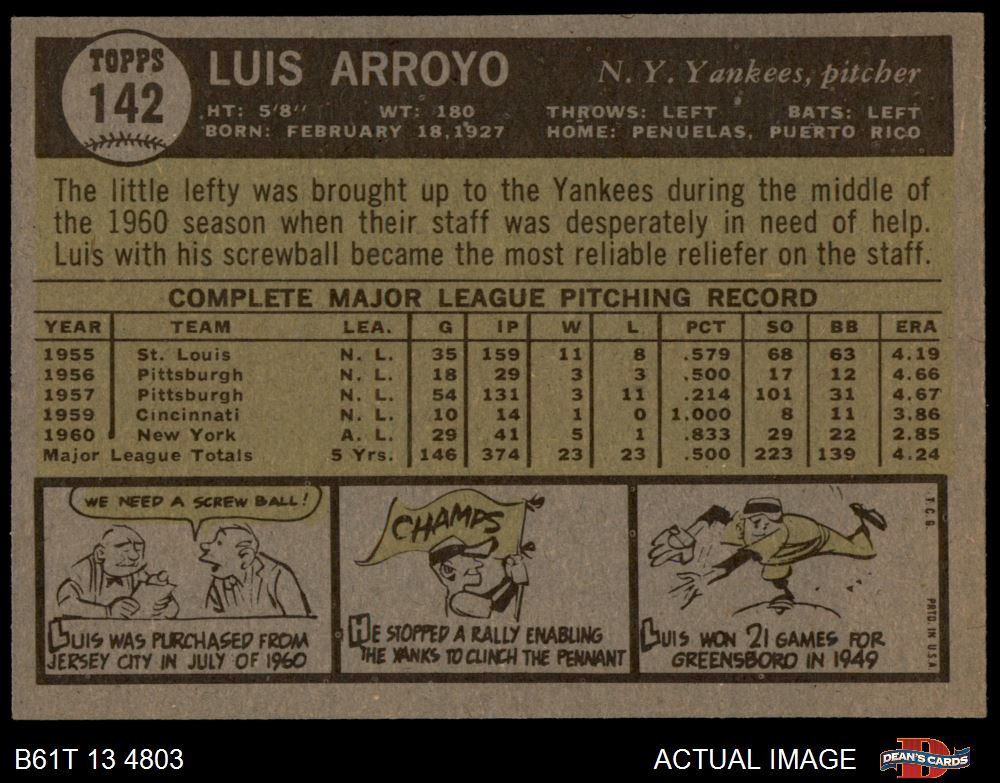 TOPPS
142
LUIS ARROYO
N. Y. Yankees, pitcher
HT: 5'8" WT: 180 THROWS: LEFT BATS: LEFT
BORN: FEBRUARY 18, 1927 HOME: PENUELAS, PUERTO RICO
The little lefty was brought up to the Yankees during the middle of
the 1960 season when their staff was desperately in need of help.
Luis with his screwball became the most reliable reliefer on the staff.
COMPLETE MAJOR LEAGUE PITCHING RECORD
YEAR TEAM LEA. G IP W L PCT SO BB ERA
1955 St. Louis N. L. 35 159 11 8 .579 68 63 4.19
1956 Pittsburgh N. L. 18 29 3 3 .500 17 12 4.66
1957 Pittsburgh N. L. 54 131 3 11 .214 101 31 4.67
1959 Cincinnati N. L. 10 14 1 0 1.000 8 11 3.86
1960 New York A. L. 29 41 5 1 .833 29 22 2.85
Major League Totals 5 Yrs. 146 374 23 23 .500 223 139 4.24
WE NEED A SCREW BALL!
LUIS WAS PURCHASED FROM
JERSEY CITY IN JULY OF 1960
CHAMPS
HE STOPPED A RALLY ENABLING
THE YANKS TO CLINCH THE PENNANT
LUIS WON 21 GAMES FOR
GREENSBORO IN 1949
T.C.G.
PRTD. IN U.S.A.
B61T 13 4803
ACTUAL IMAGE
DEAN'S CARDS